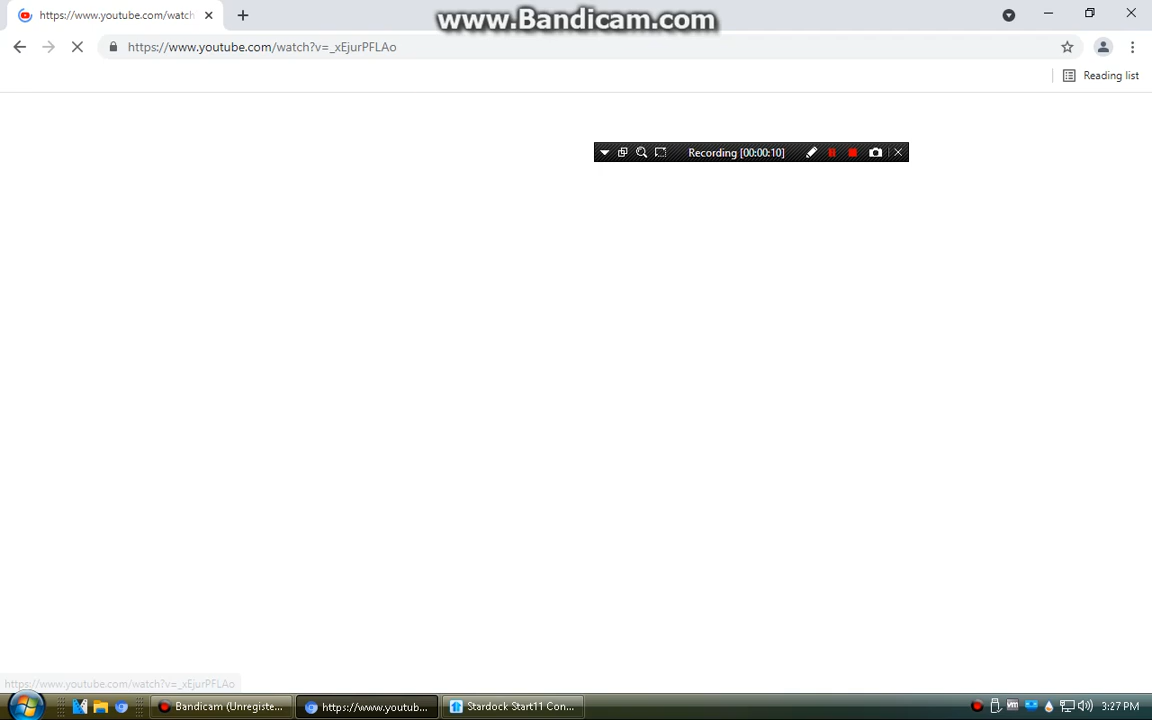 https://www.youtube.com/watch
www.Bandicam.com
https://www.youtube.com/watch?v=_xEjurPFLAo
Reading list
Recording [00:00:10]
https://www.youtube.com/watch?v=_xEjurPFLAo
Bandicam (Unregiste...
https://www.youtub...
Stardock Start11 Con...
3:27 PM